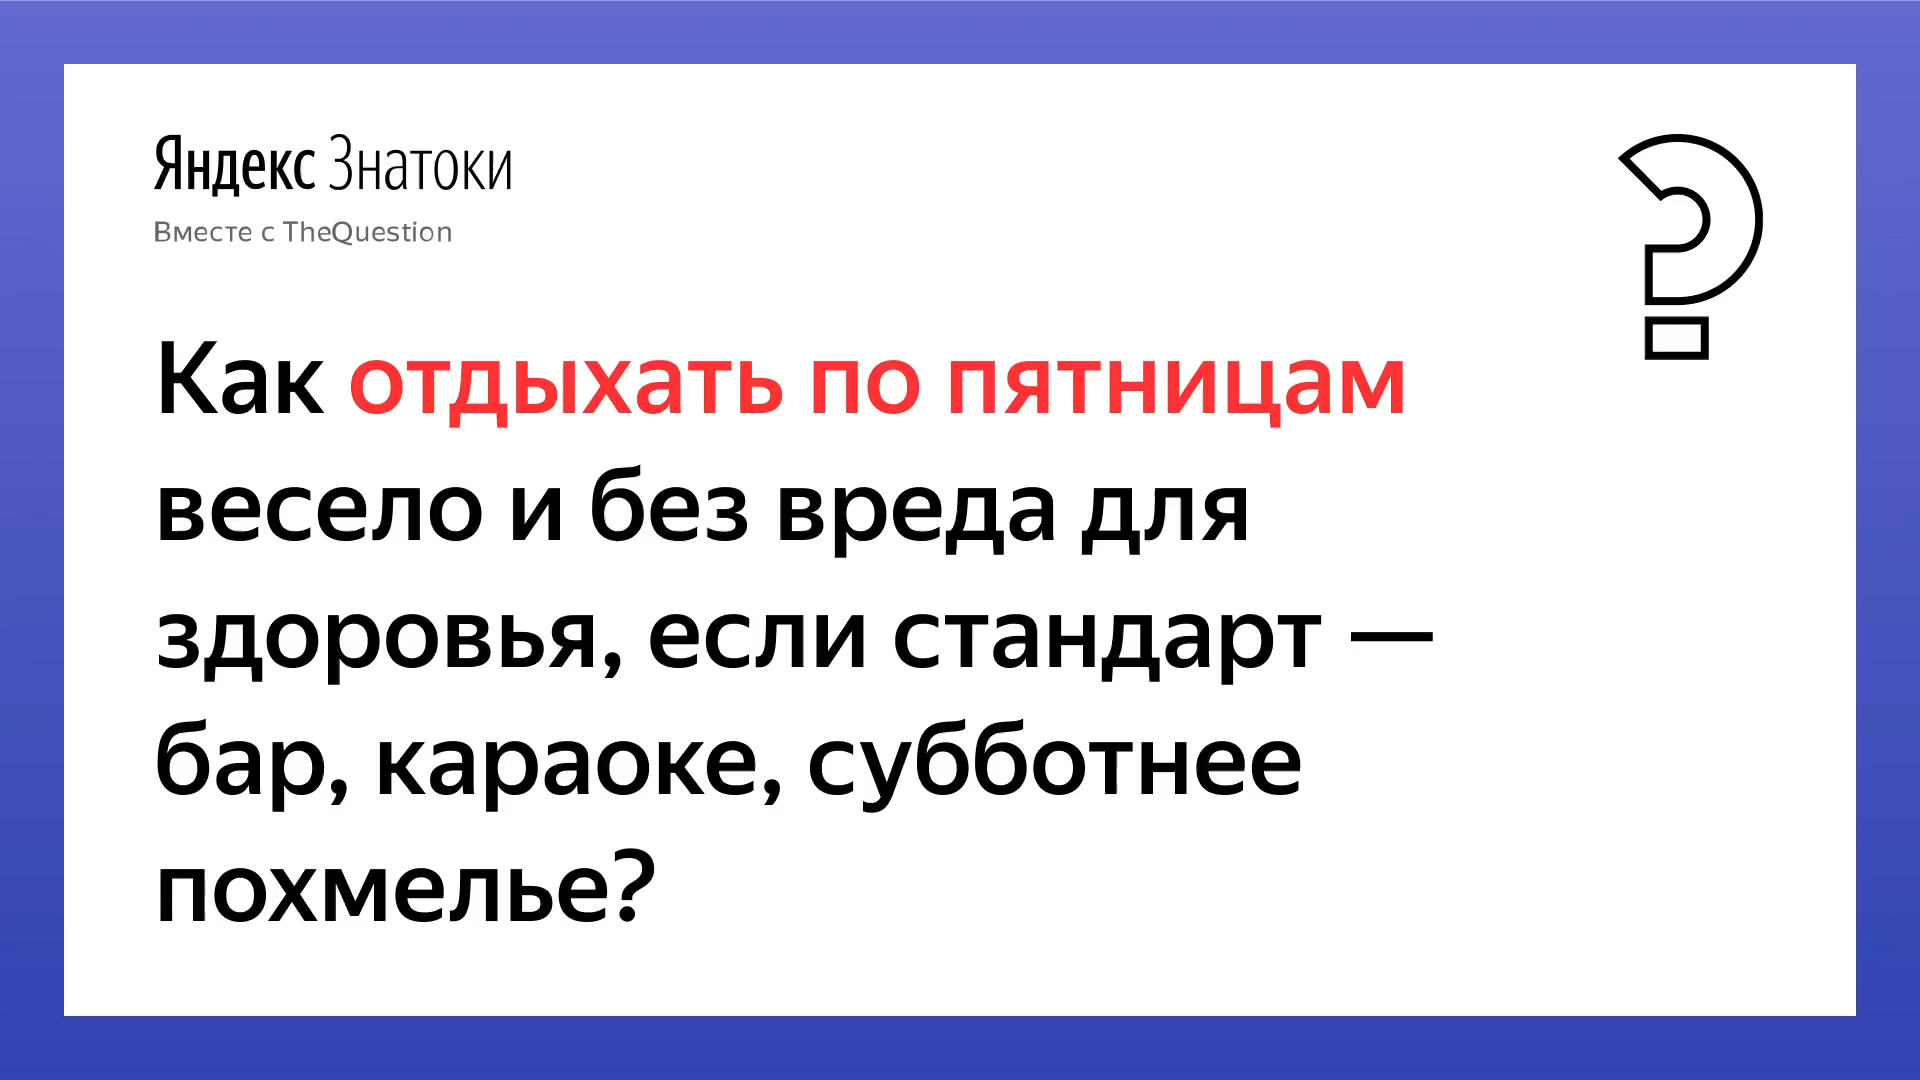 Яндекс Знатоки
Вместе с TheQuestion
Как отдыхать по пятницам
весело и без вреда для
здоровья, если стандарт —
бар, караоке, субботнее
похмелье?